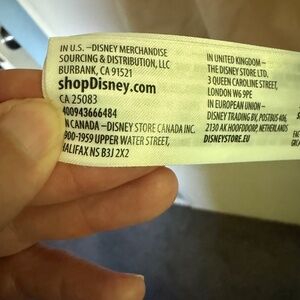 IN U.S. –DISNEY MERCHANDISE
SOURCING & DISTRIBUTION, LLC
BURBANK, CA 91521
shopDisney.com
CA 25083
400943666484
N CANADA –DISNEY STORE CANADA INC.
900-1959 UPPER WATER STREET,
HALIFAX NS B3J 2X2
IN UNITED KINGDOM –
THE DISNEY STORE LTD.
3 QUEEN CAROLINE STREET,
LONDON W6 9PE
IN EUROPEAN UNION –
DISNEY TRADING BV, POSTBUS 406,
2130 AK HOOFDDORP, NETHERLANDS
DISNEYSTORE.EU